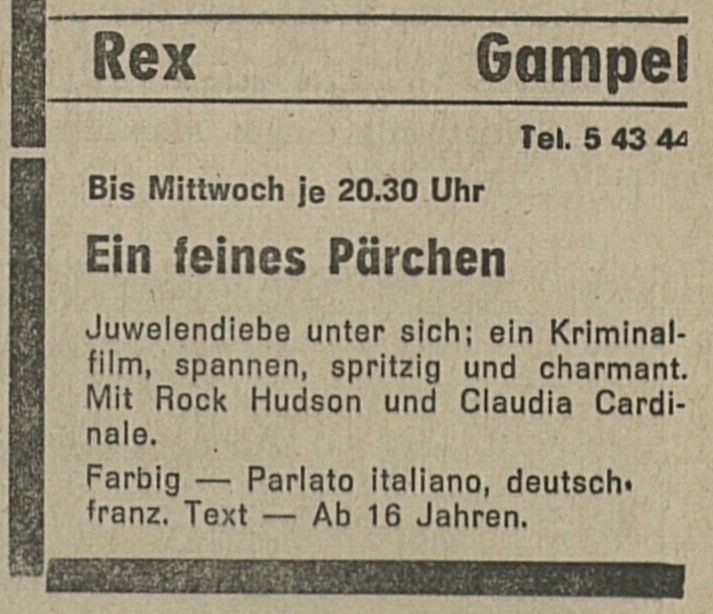 Rex Gampel
Tel. 5 43 44
Bis Mittwoch je 20.30 Uhr
Ein feines Pärchen
Juwelendiebe unter sich; ein Kriminal-
film, spannen, spritzig und charmant.
Mit Rock Hudson und Claudia Cardi-
nale.
Farbig — Parlato italiano, deutsch-
franz. Text — Ab 16 Jahren.